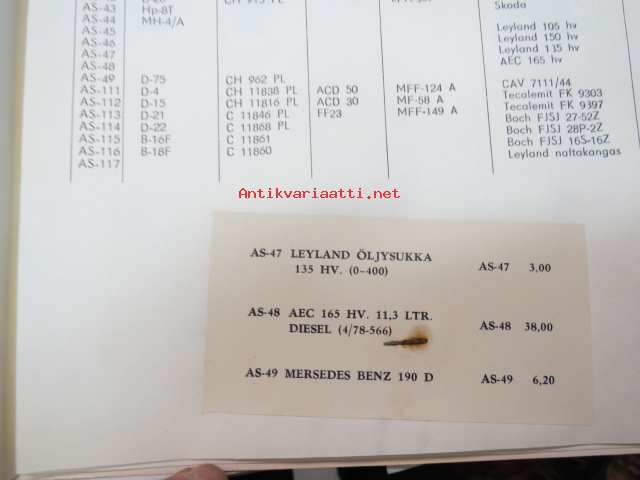 AS-43 Hp-8T Skoda
AS-44 MH-4/A
AS-45 Leyland 105 hv
AS-46 Leyland 150 hv
AS-47 Leyland 135 hv
AS-48 AEC 165 hv
AS-49 D-75 CH 962 PL CAV 7111/44
AS-111 D-4 CH 11838 PL ACD 50 MFF-124 A Tecalemit FK 9303
AS-112 D-15 CH 11816 PL ACD 30 MF-58 A Tecalemit FK 9397
AS-113 D-21 C 11846 PL FF23 MFF-149 A Boch FJSJ 27-52Z
AS-114 D-22 C 11868 PL Boch FJSJ 28P-2Z
AS-115 B-16F C 11861 Boch FJSJ 16S-16Z
AS-116 B-18F C 11860 Leyland naltakangas
AS-117
Antikvariaatti.net
AS-47 LEYLAND ÖLJYSUKKA
135 HV. (0-400) AS-47 3,00
AS-48 AEC 165 HV. 11,3 LTR.
DIESEL (4/78-566) AS-48 38,00
AS-49 MERSEDES BENZ 190 D AS-49 6,20